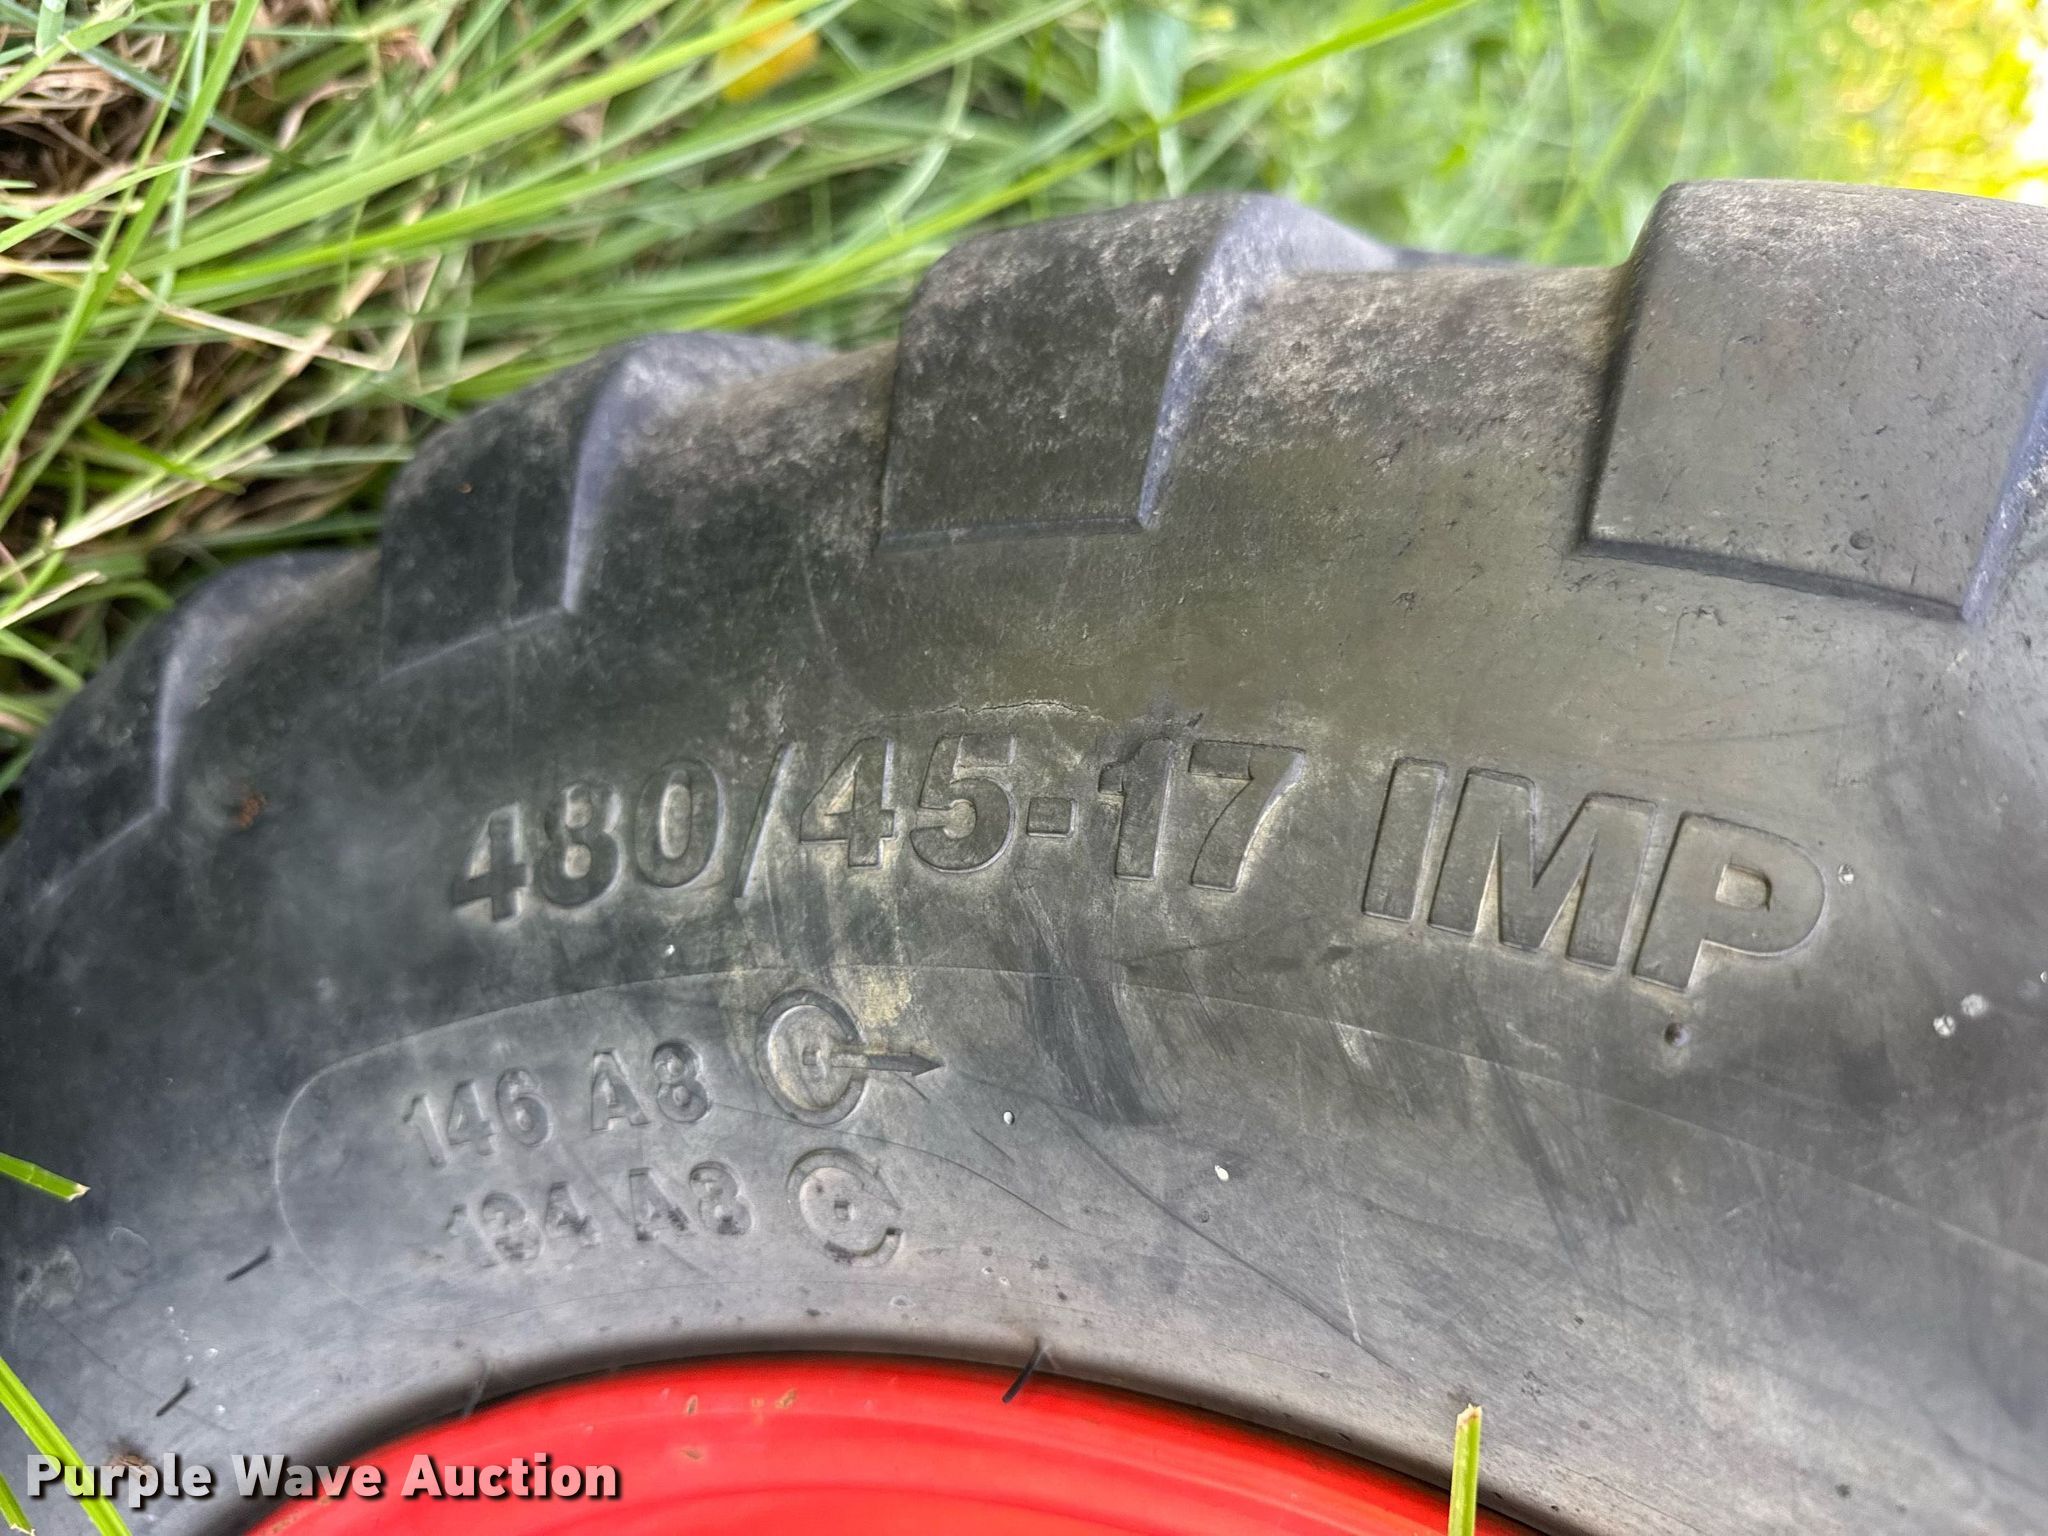 480/45-17 IMP
146 A8
134 A8
Purple Wave Auction